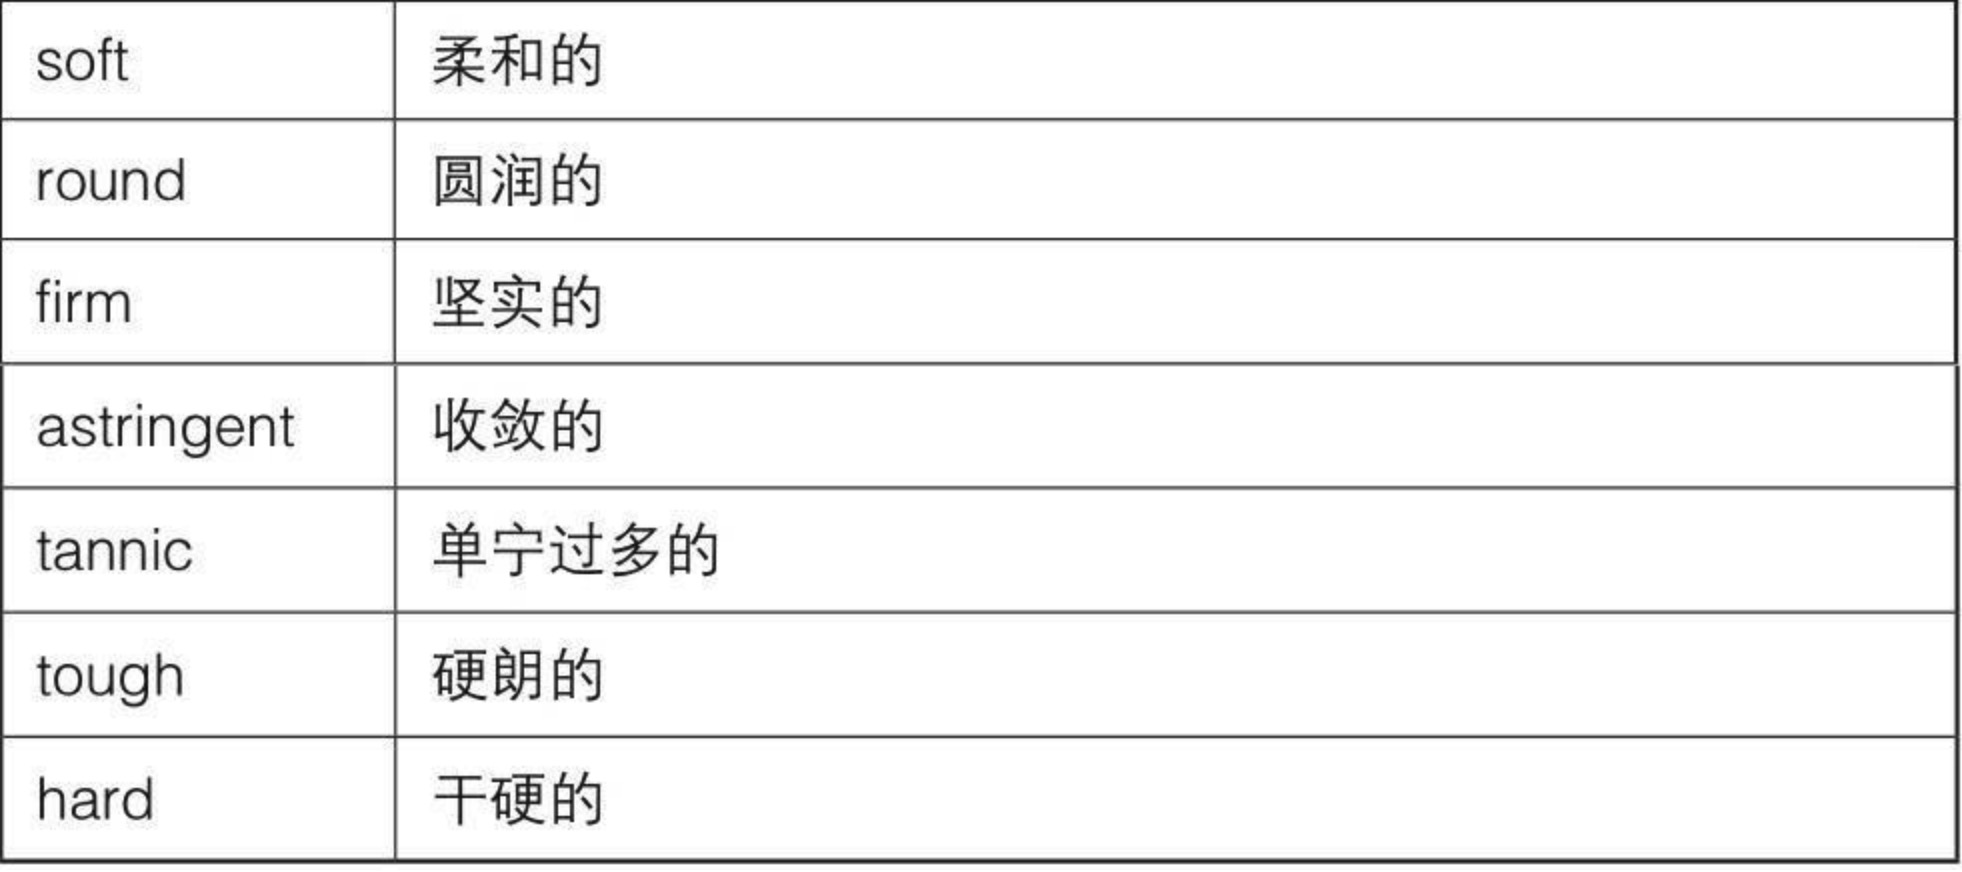 soft 柔和的
round 圆润的
firm 坚实的
astringent 收敛的
tannic 单宁过多的
tough 硬朗的
hard 干硬的